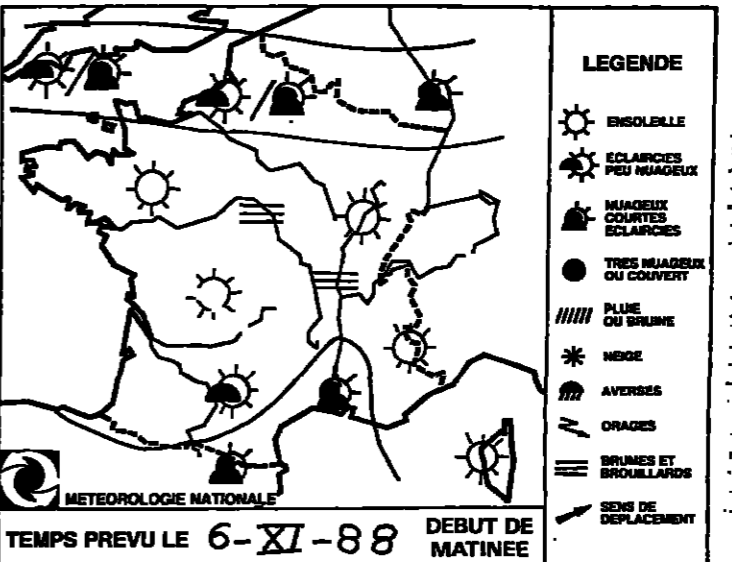 LEGENDE
ENSOLEILLE
ECLAIRCIES
PEU NUAGEUX
NUAGEUX
COURTES
ECLAIRCIES
TRES NUAGEUX
OU COUVERT
PLUIE
OU BRUINE
NEIGE
AVERSES
ORAGES
BRUMES ET
BROUILLARDS
SENS DE
DEPLACEMENT
METEOROLOGIE NATIONALE
TEMPS PREVU LE 6-XI-88 DEBUT DE
MATINEE